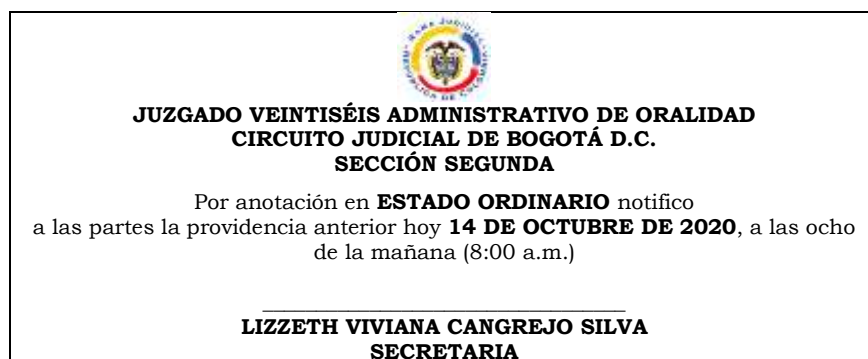 JUZGADO VEINTISÉIS ADMINISTRATIVO DE ORALIDAD
CIRCUITO JUDICIAL DE BOGOTÁ D.C.
SECCIÓN SEGUNDA
Por anotación en ESTADO ORDINARIO notifico
a las partes la providencia anterior hoy 14 DE OCTUBRE DE 2020, a las ocho
de la mañana (8:00 a.m.)
LIZZETH VIVIANA CANGREJO SILVA
SECRETARIA